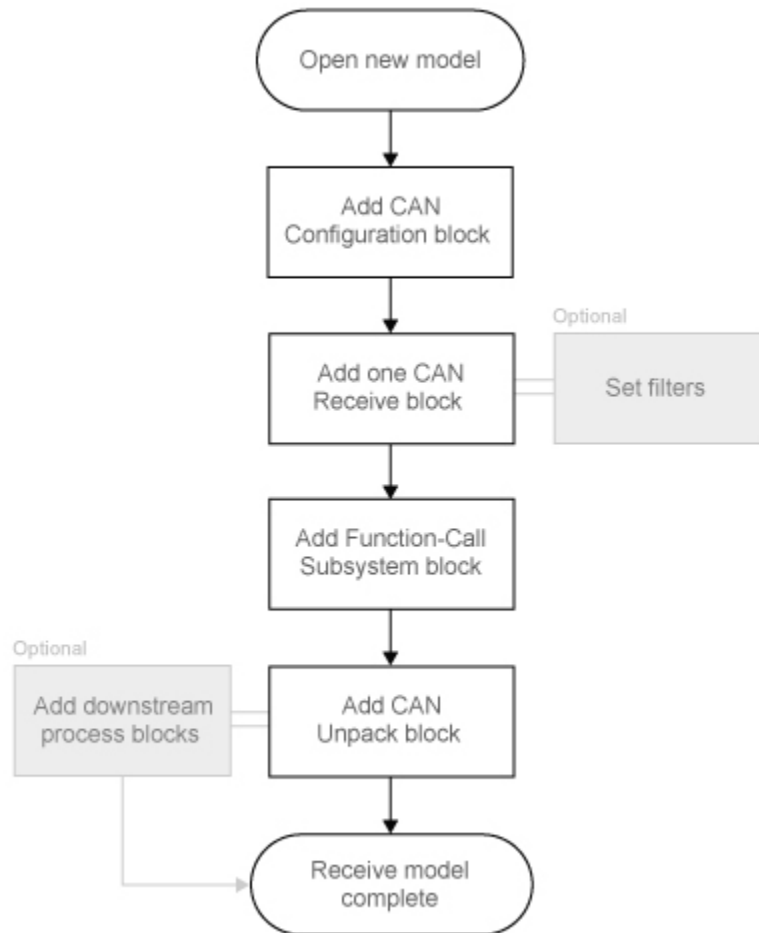 Open new model
Add CAN
Configuration block
Optional
Add one CAN
Receive block
Set filters
Add Function-Call
Subsystem block
Optional
Add downstream
process blocks
Add CAN
Unpack block
Receive model
complete